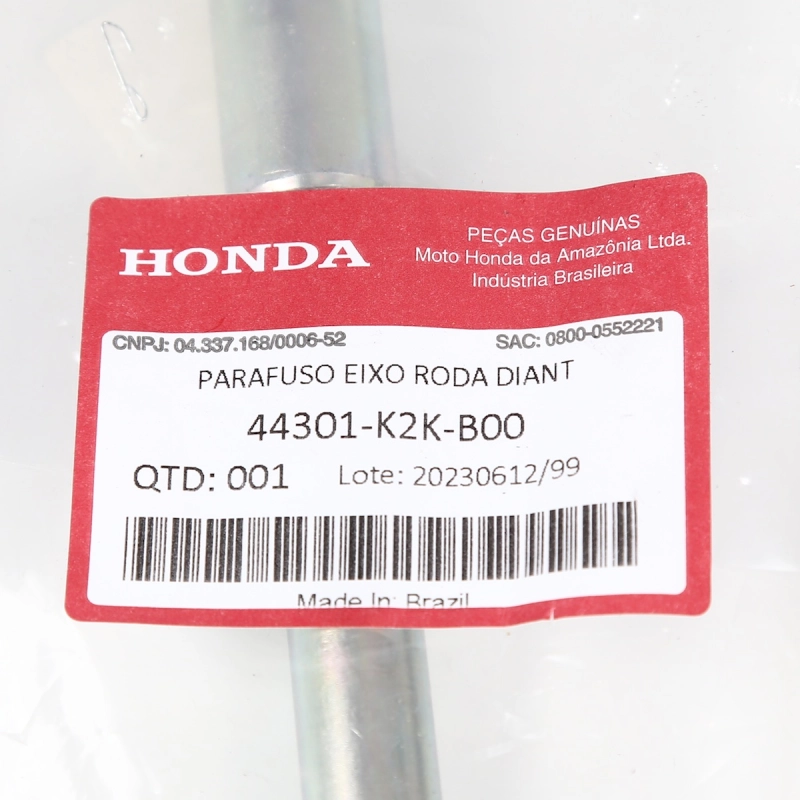 HONDA
PEÇAS GENUÍNAS
Moto Honda da Amazônia Ltda.
Indústria Brasileira
CNPJ: 04.337.168/0006-52
SAC: 0800-0552221
PARAFUSO EIXO RODA DIANT
44301-K2K-B00
QTD: 001 Lote: 20230612/99
Made In: Brazil